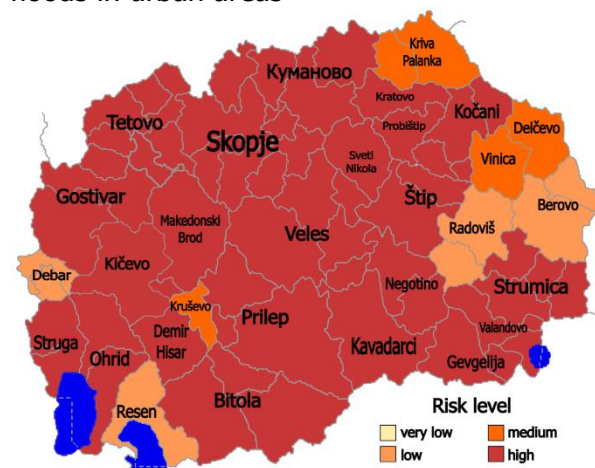 floods in urban areas
Kriva
Palanka
Куманово
Kratovo
Kočani
Tetovo
Probištip
Delčevo
Skopje
Sveti
Nikola
Vinica
Gostivar
Štip
Berovo
Makedonski
Brod
Radoviš
Veles
Kičevo
Debar
Negotino
Strumica
Kruševo
Prilep
Demir
Hisar
Valandovo
Struga
Ohrid
Kavadarci
Gevgelija
Bitola
Resen
Risk level
very low
medium
low
high